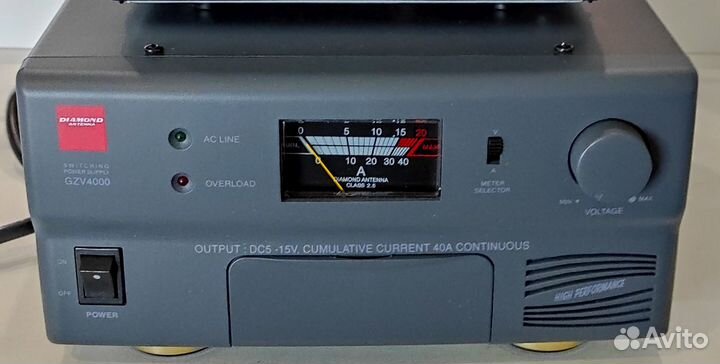 DIAMOND
ANTENNA
SWITCHING
POWER SUPPLY
GZV4000
AC LINE
OVERLOAD
0 5 10 15 20
0 10 20 30 40
A
DIAMOND ANTENNA
CLASS 2.5
V
A
METER
SELECTOR
MIN MAX
VOLTAGE
OUTPUT : DC5 -15V, CUMULATIVE CURRENT 40A CONTINUOUS
ON
OFF
POWER
HIGH PERFORMANCE
Avito